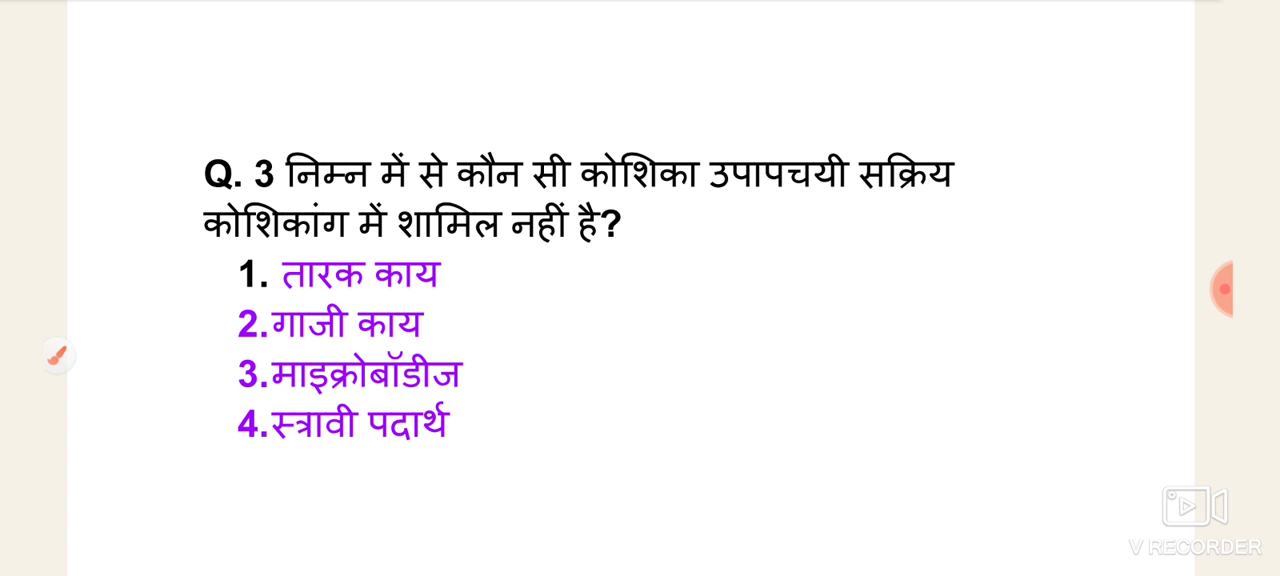 Q. 3 निम्न में से कौन सी कोशिका उपापचयी सक्रिय
कोशिकांग में शामिल नहीं है?
1. तारक काय
2.गाजी काय
3.माइक्रोबॉडीज
4.स्त्रावी पदार्थ
V RECORDER